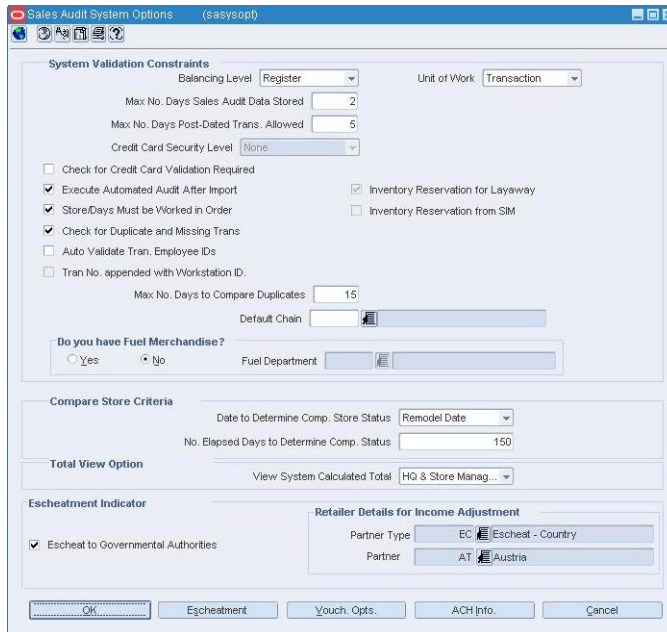 Sales Audit System Options (sasysopt)
System Validation Constraints
Balancing Level Register Unit of Work Transaction
Max No. Days Sales Audit Data Stored 2
Max No. Days Post-Dated Trans. Allowed 5
Credit Card Security Level None
Check for Credit Card Validation Required
Execute Automated Audit After Import Inventory Reservation for Layaway
Store/Days Must be Worked in Order Inventory Reservation from SIM
Check for Duplicate and Missing Trans
Auto Validate Tran. Employee IDs
Tran No. appended with Workstation ID.
Max No. Days to Compare Duplicates 15
Default Chain
Do you have Fuel Merchandise?
Yes No Fuel Department
Compare Store Criteria
Date to Determine Comp. Store Status Remodel Date
No. Elapsed Days to Determine Comp. Status 150
Total View Option
View System Calculated Total HQ & Store Manag...
Escheatment Indicator
Retailer Details for Income Adjustment
Partner Type EC Escheat - Country
Escheat to Governmental Authorities
Partner AT Austria
OK Escheatment Vouch. Opts. ACH Info. Cancel